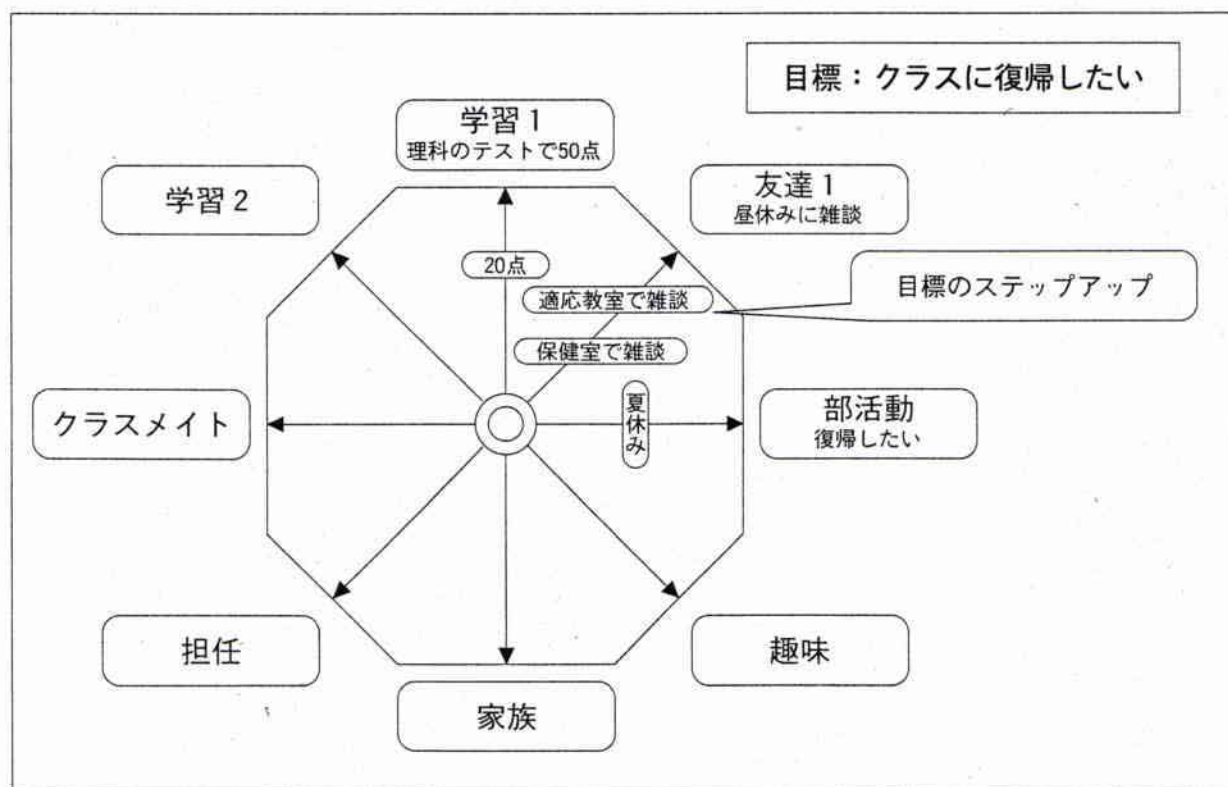 目標：クラスに復帰したい
学習1
理科のテストで50点
学習2
友達1
昼休みに雑談
20点
適応教室で雑談
目標のステップアップ
保健室で雑談
クラスメイト
夏休み
部活動
復帰したい
担任
趣味
家族